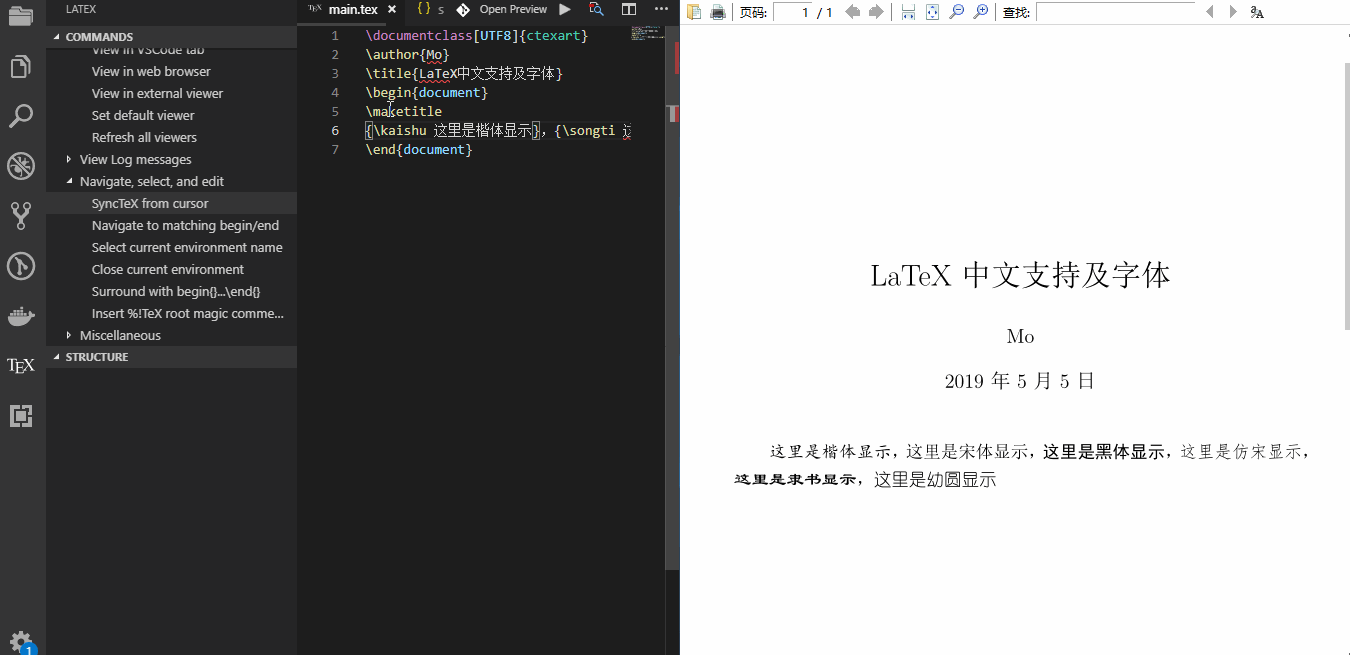 LATEX
COMMANDS
View in VSCode tab
View in web browser
View in external viewer
Set default viewer
Refresh all viewers
View Log messages
Navigate, select, and edit
SyncTeX from cursor
Navigate to matching begin/end
Select current environment name
Close current environment
Surround with begin{}...\end{}
Insert %!TeX root magic comme...
Miscellaneous
STRUCTURE
TEX
1
TEX main.tex × {} s Open Preview
1 \documentclass[UTF8]{ctexart}
2 \author{Mo}
3 \title{LaTeX中文支持及字体}
4 \begin{document}
5 \maketitle
6 {\kaishu 这里是楷体显示}，{\songti
7 \end{document}
页码: 1 / 1 查找:
LaTeX 中文支持及字体
Mo
2019 年 5 月 5 日
这里是楷体显示，这里是宋体显示，这里是黑体显示，这里是仿宋显示，
这里是隶书显示，这里是幼圆显示